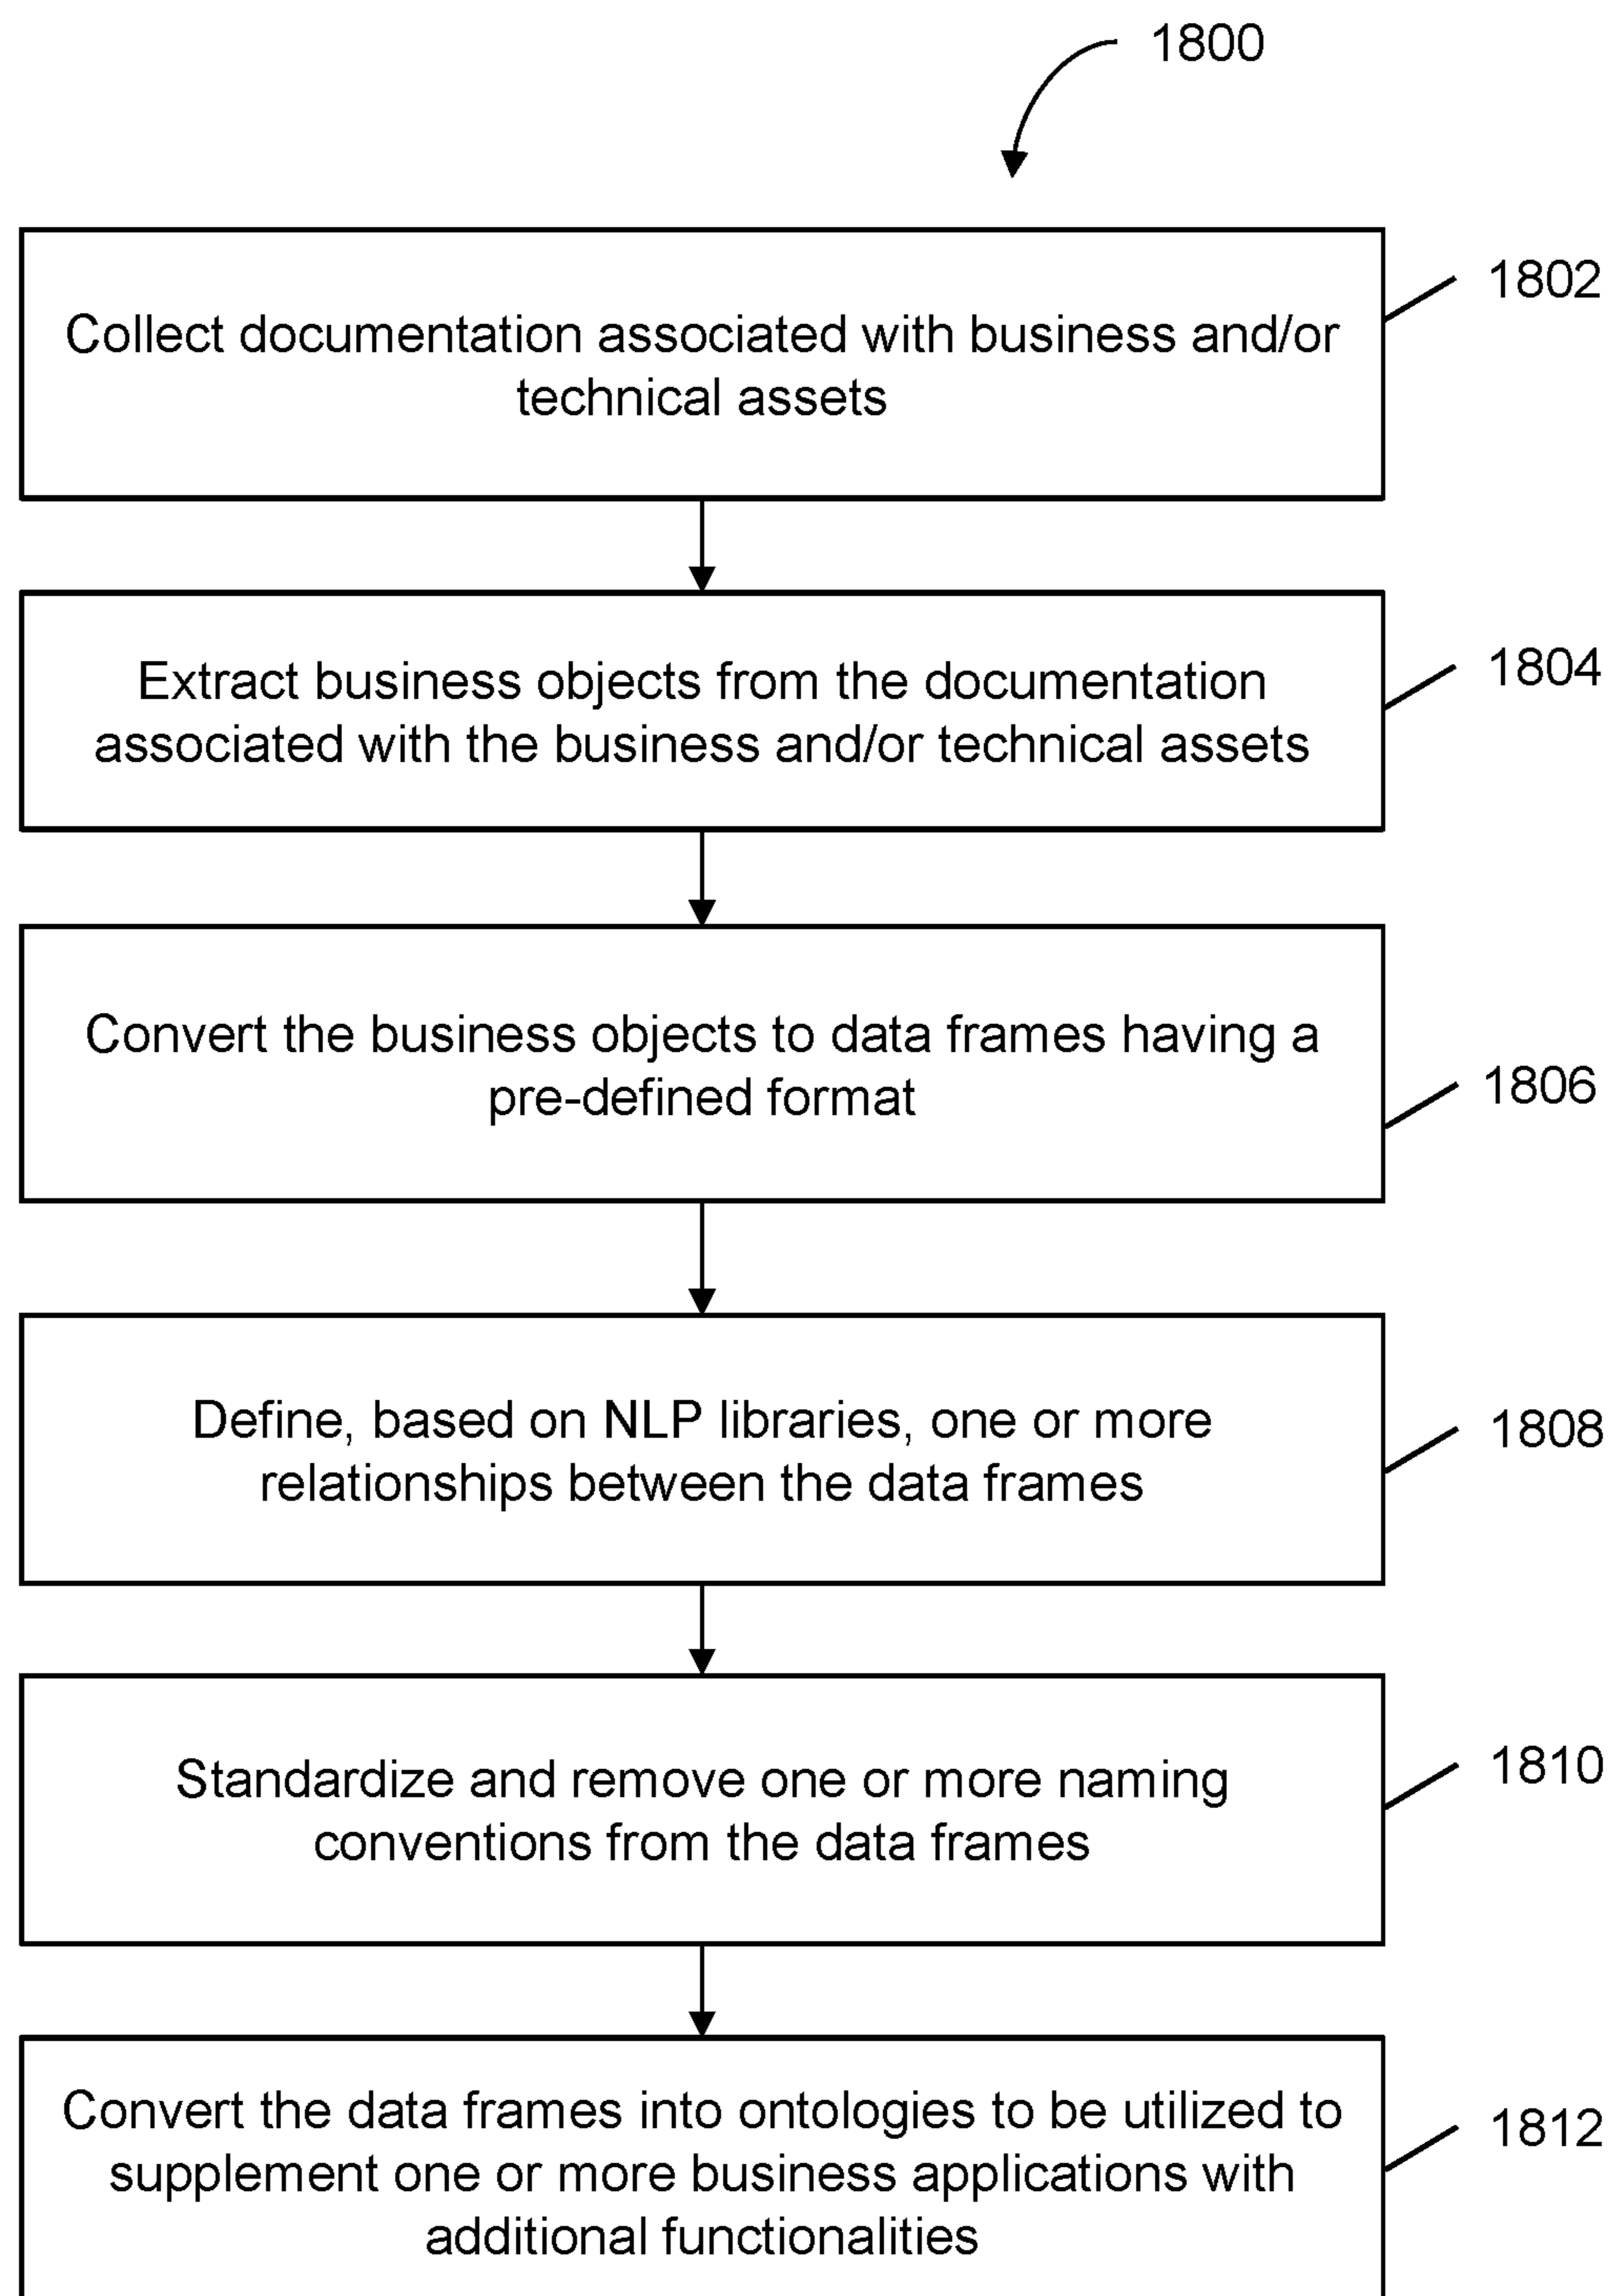 1800
Collect documentation associated with business and/or
technical assets
1802
Extract business objects from the documentation
associated with the business and/or technical assets
1804
Convert the business objects to data frames having a
pre-defined format
1806
Define, based on NLP libraries, one or more
relationships between the data frames
1808
Standardize and remove one or more naming
conventions from the data frames
1810
Convert the data frames into ontologies to be utilized to
supplement one or more business applications with
additional functionalities
1812